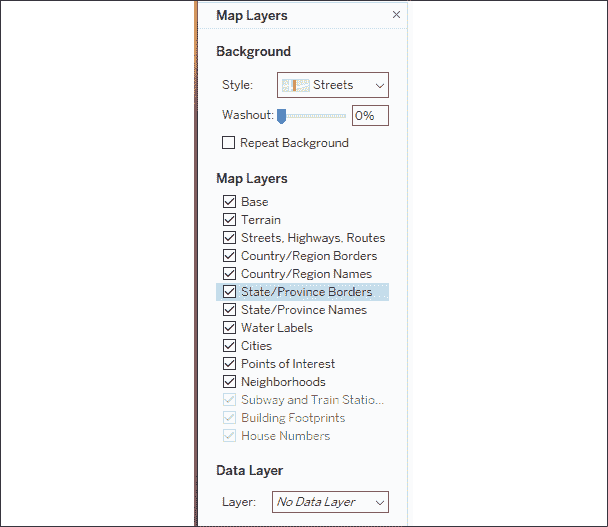 Map Layers
Background
Style: Streets
Washout: 0%
Repeat Background
Map Layers
Base
Terrain
Streets, Highways, Routes
Country/Region Borders
Country/Region Names
State/Province Borders
State/Province Names
Water Labels
Cities
Points of Interest
Neighborhoods
Subway and Train Statio...
Building Footprints
House Numbers
Data Layer
Layer: No Data Layer